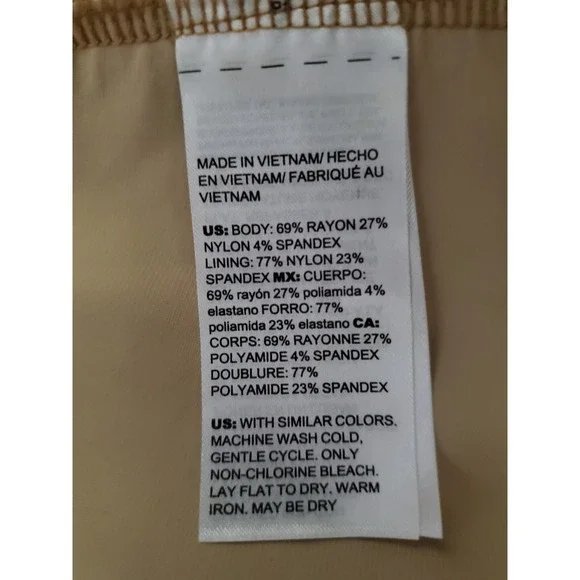 MADE IN VIETNAM/ HECHO
EN VIETNAM/ FABRIQUÉ AU
VIETNAM
US: BODY: 69% RAYON 27%
NYLON 4% SPANDEX
LINING: 77% NYLON 23%
SPANDEX MX: CUERPO:
69% rayón 27% poliamida 4%
elastano FORRO: 77%
poliamida 23% elastano CA:
CORPS: 69% RAYONNE 27%
POLYAMIDE 4% SPANDEX
DOUBLURE: 77%
POLYAMIDE 23% SPANDEX
US: WITH SIMILAR COLORS.
MACHINE WASH COLD,
GENTLE CYCLE. ONLY
NON-CHLORINE BLEACH.
LAY FLAT TO DRY. WARM
IRON. MAY BE DRY